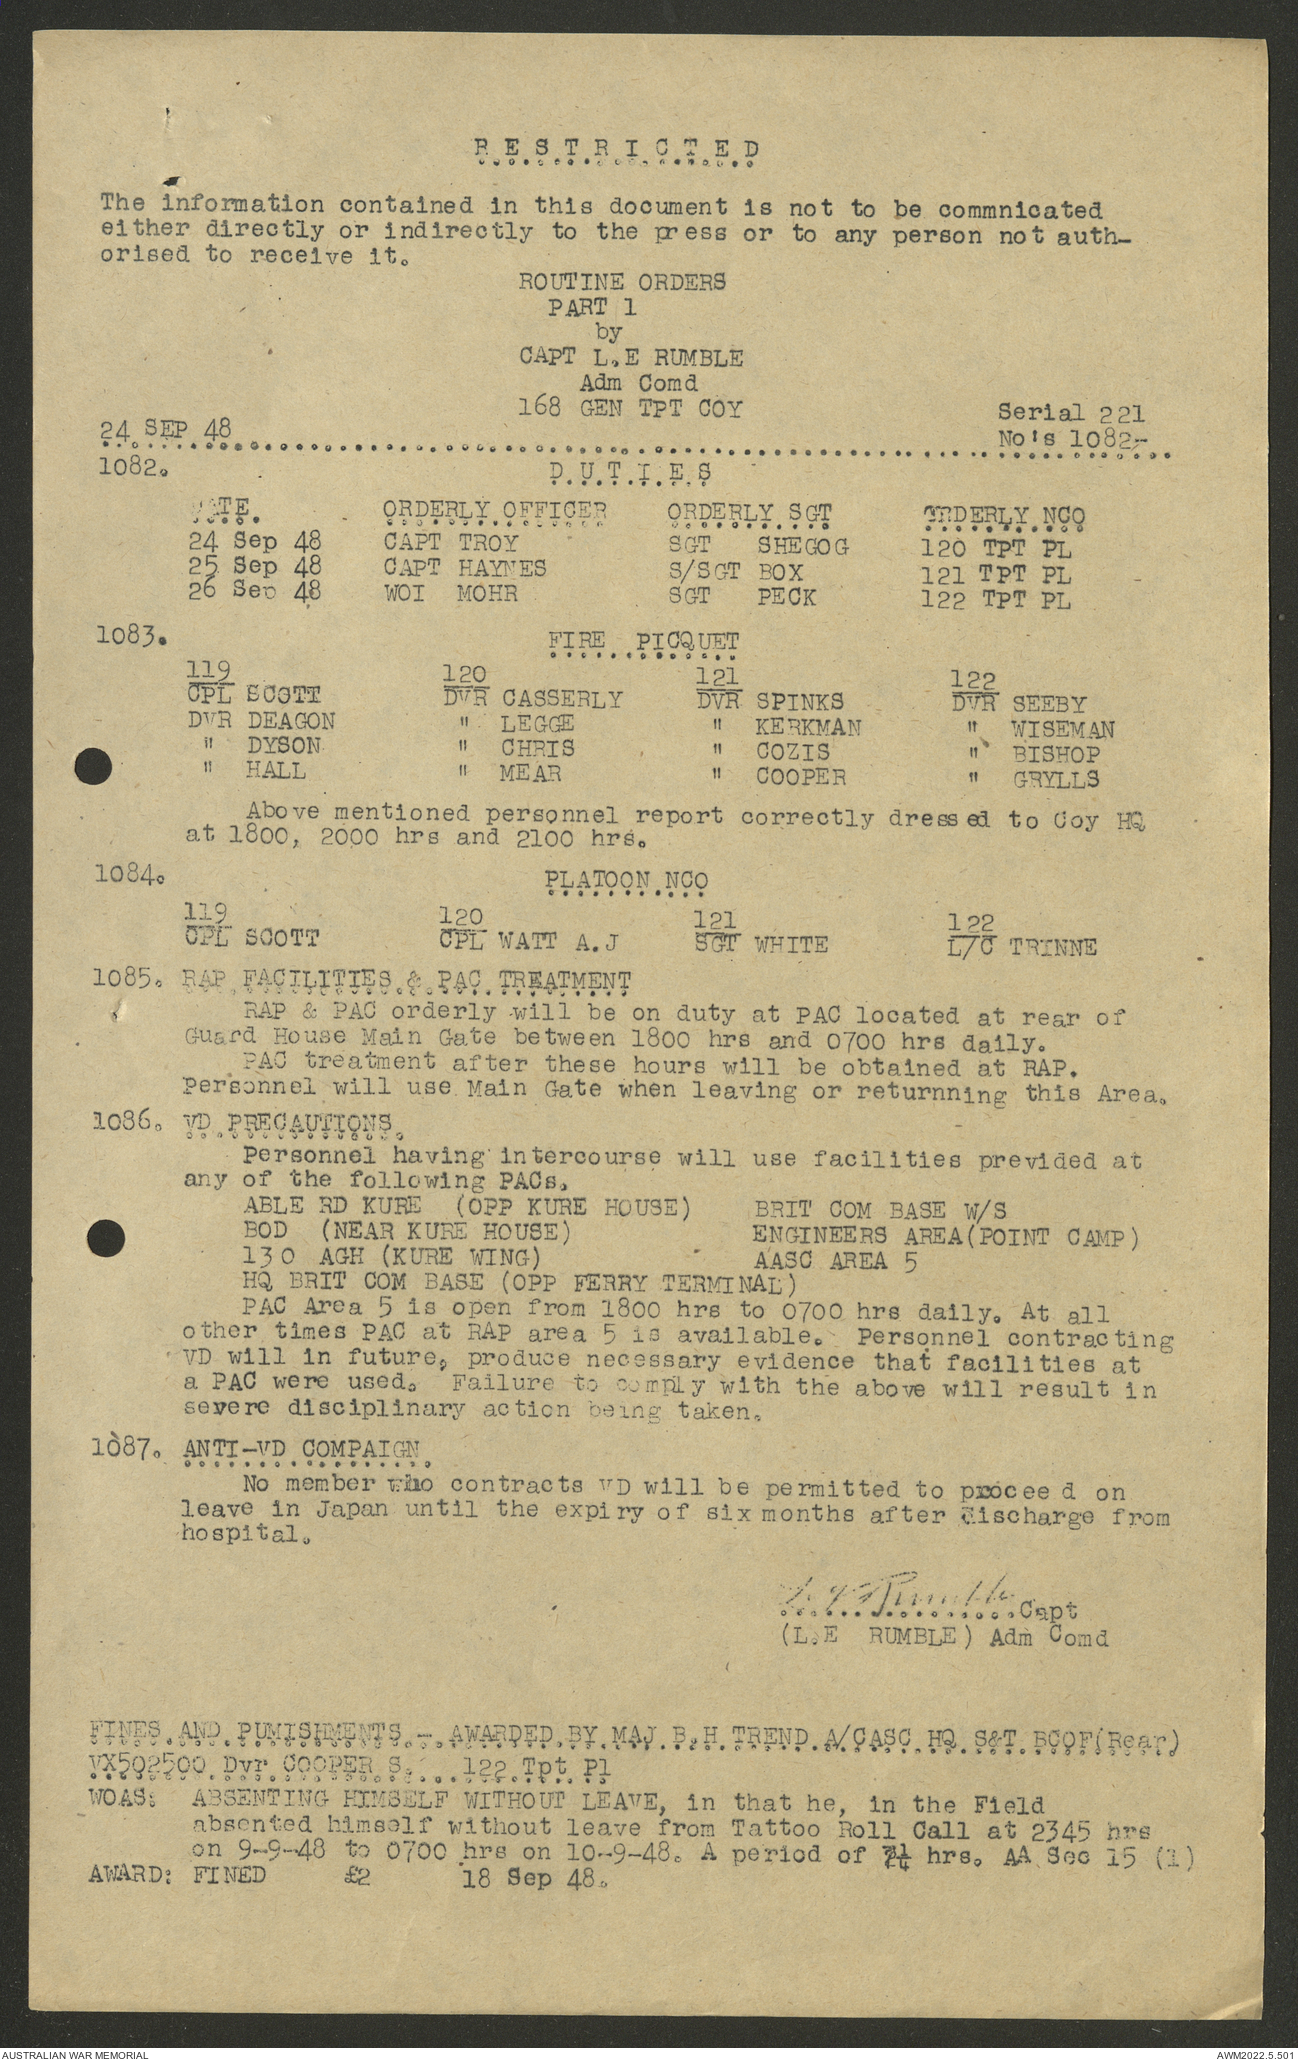 RESTRICTED
The information contained in this document is not to be commnicated
either directly or indirectly to the press or to any person not auth-
orised to receive it.
ROUTINE ORDERS
PART 1
by
CAPT L.E RUMBLE
Adm Comd
168 GEN TPT COY
Serial 221
24 SEP 48 No's 1082-
1082. D.U.T.I.E.S
DATE. ORDERLY OFFICER ORDERLY SGT ORDERLY NCO
24 Sep 48 CAPT TROY SGT SHEGOG 120 TPT PL
25 Sep 48 CAPT HAYNES S/SGT BOX 121 TPT PL
26 Sep 48 WOI MOHR SGT PECK 122 TPT PL
1083. FIRE PICQUET
119 120 121 122
CPL SCOTT DVR CASSERLY DVR SPINKS DVR SEEBY
DVR DEAGON " LEGGE " KERKMAN " WISEMAN
" DYSON " CHRIS " COZIS " BISHOP
" HALL " MEAR " COOPER " GRYLLS
Above mentioned personnel report correctly dressed to Coy HQ
at 1800, 2000 hrs and 2100 hrs.
1084. PLATOON NCO
119 120 121 122
CPL SCOTT CPL WATT A.J SGT WHITE L/C TRINNE
1085. RAP FACILITIES & PAC TREATMENT
RAP & PAC orderly will be on duty at PAC located at rear of
Guard House Main Gate between 1800 hrs and 0700 hrs daily.
PAC treatment after these hours will be obtained at RAP.
Personnel will use Main Gate when leaving or returnning this Area.
1086. VD PRECAUTIONS
Personnel having intercourse will use facilities previded at
any of the following PACs.
ABLE RD KURE (OPP KURE HOUSE) BRIT COM BASE W/S
BOD (NEAR KURE HOUSE) ENGINEERS AREA(POINT CAMP)
130 AGH (KURE WING) AASC AREA 5
HQ BRIT COM BASE (OPP FERRY TERMINAL)
PAC Area 5 is open from 1800 hrs to 0700 hrs daily. At all
other times PAC at RAP area 5 is available. Personnel contracting
VD will in future, produce necessary evidence that facilities at
a PAC were used. Failure to comply with the above will result in
severe disciplinary action being taken.
1087. ANTI-VD COMPAIGN
No member who contracts VD will be permitted to proceed on
leave in Japan until the expiry of six months after discharge from
hospital.
L. E Rumble Capt
(L.E RUMBLE) Adm Comd
FINES AND PUNISHMENTS - AWARDED BY MAJ B.H TREND A/CASC HQ S&T BCOF(Rear)
VX502500 Dvr COOPER S. 122 Tpt Pl
WOAS: ABSENTING HIMSELF WITHOUT LEAVE, in that he, in the Field
absented himself without leave from Tattoo Roll Call at 2345 hrs
on 9-9-48 to 0700 hrs on 10-9-48. A period of 7¼ hrs. AA Sec 15 (1)
AWARD: FINED £2 18 Sep 48.
AUSTRALIAN WAR MEMORIAL AWM2022.5.501